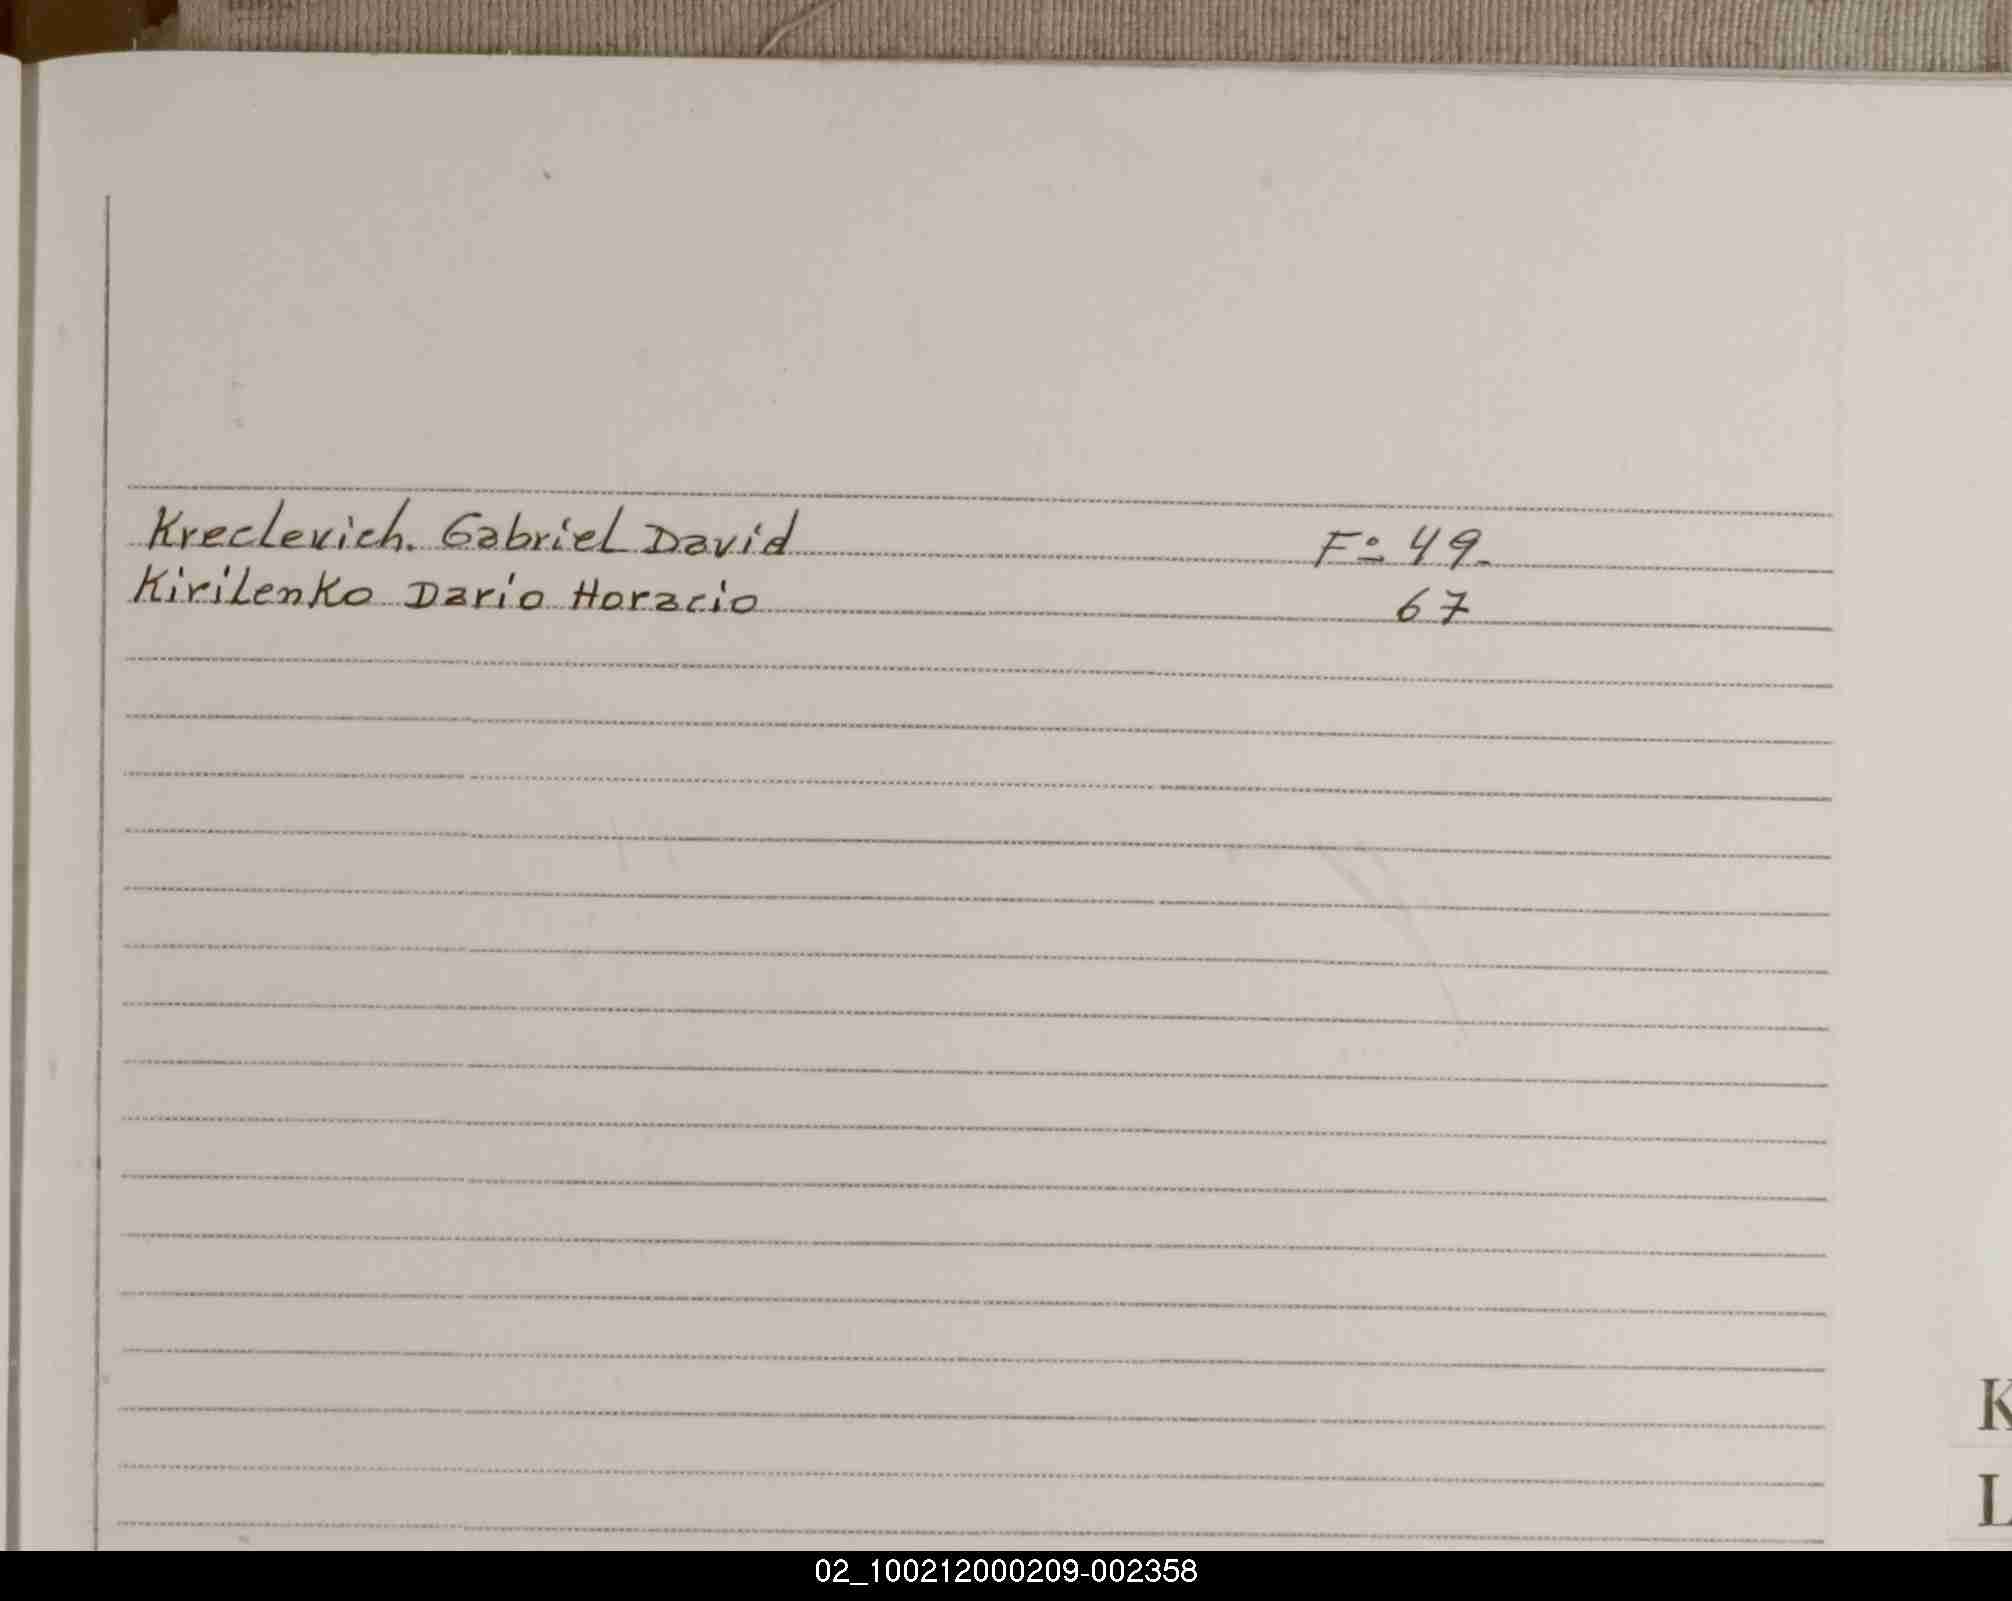 Kreclevich. Gabriel David F= 49.
Kirilenko Dario Horacio 67
K
L
02_100212000209-002358